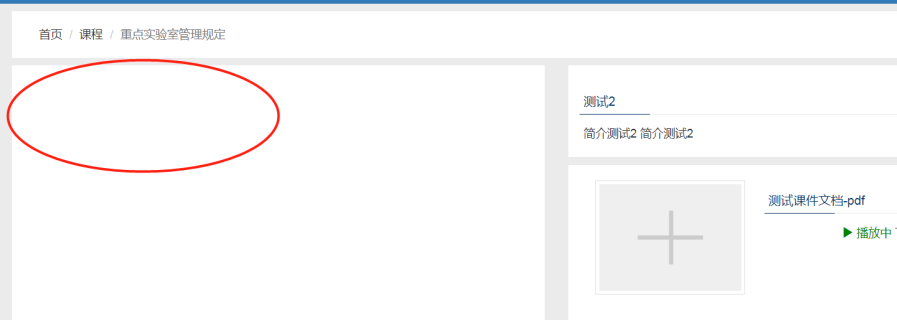 首页 / 课程 / 重点实验室管理规定
测试2
简介测试2 简介测试2
测试课件文档-pdf
播放中